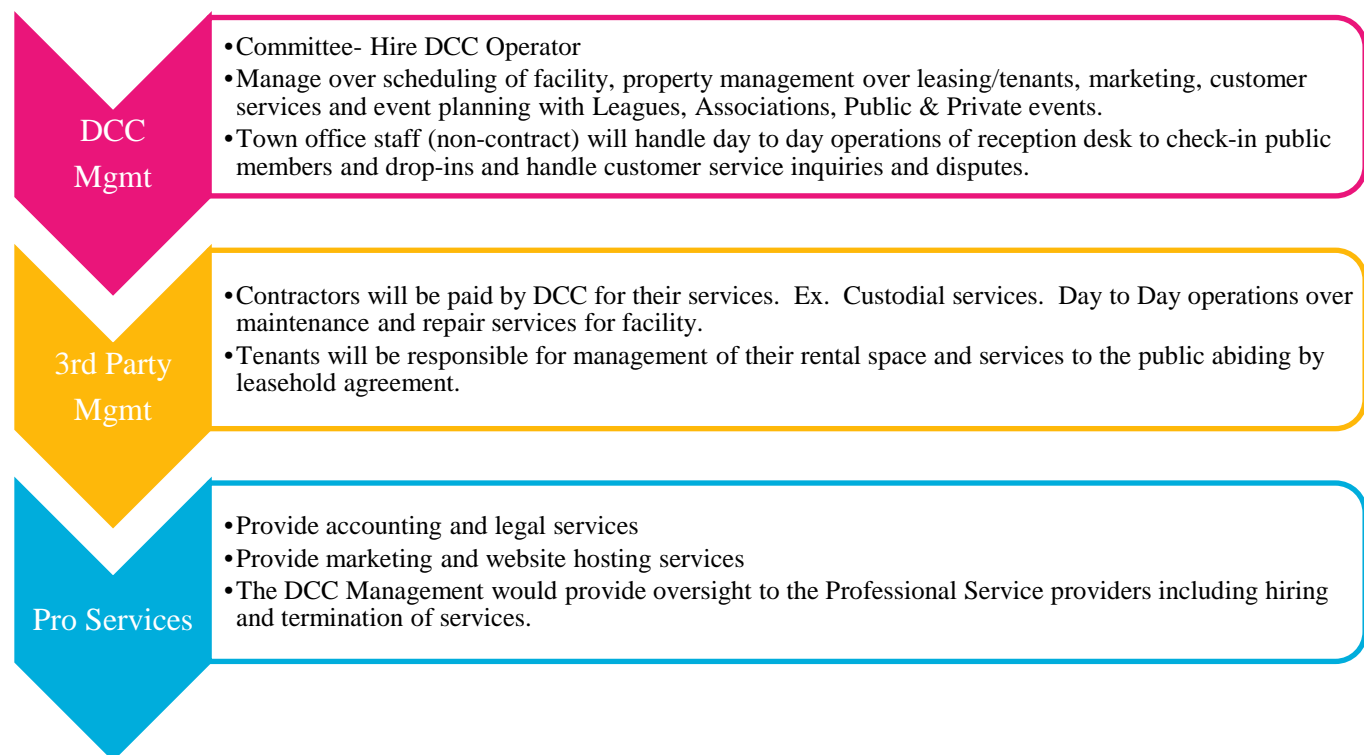 DCC
Mgmt
•Committee- Hire DCC Operator
•Manage over scheduling of facility, property management over leasing/tenants, marketing, customer
services and event planning with Leagues, Associations, Public & Private events.
•Town office staff (non-contract) will handle day to day operations of reception desk to check-in public
members and drop-ins and handle customer service inquiries and disputes.
3rd Party
Mgmt
•Contractors will be paid by DCC for their services.  Ex.  Custodial services.  Day to Day operations over
maintenance and repair services for facility.
•Tenants will be responsible for management of their rental space and services to the public abiding by
leasehold agreement.
Pro Services
•Provide accounting and legal services
•Provide marketing and website hosting services
•The DCC Management would provide oversight to the Professional Service providers including hiring
and termination of services.